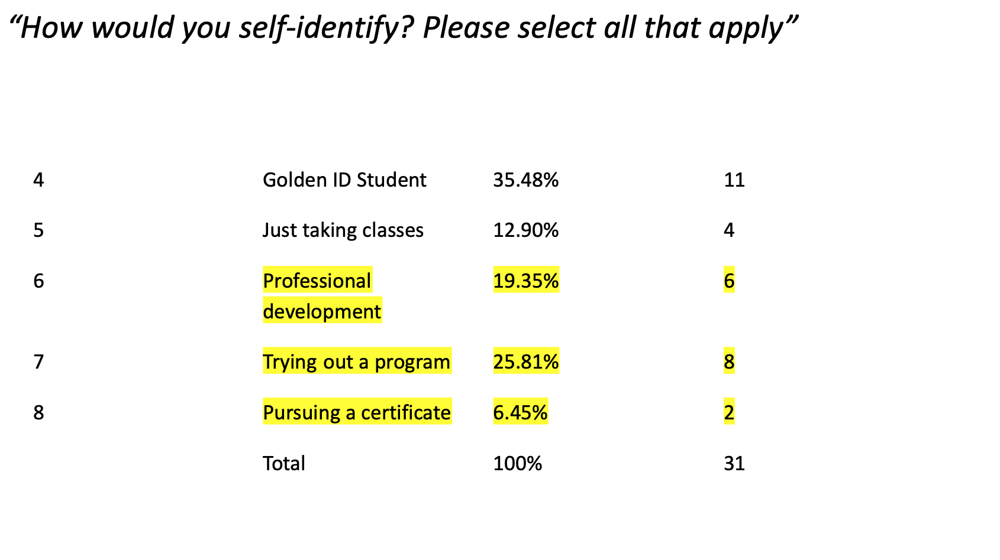 “How would you self-identify? Please select all that apply”
4 Golden ID Student 35.48% 11
5 Just taking classes 12.90% 4
6 Professional 19.35% 6
development
7 Trying out a program 25.81% 8
8 Pursuing a certificate 6.45% 2
Total 100% 31